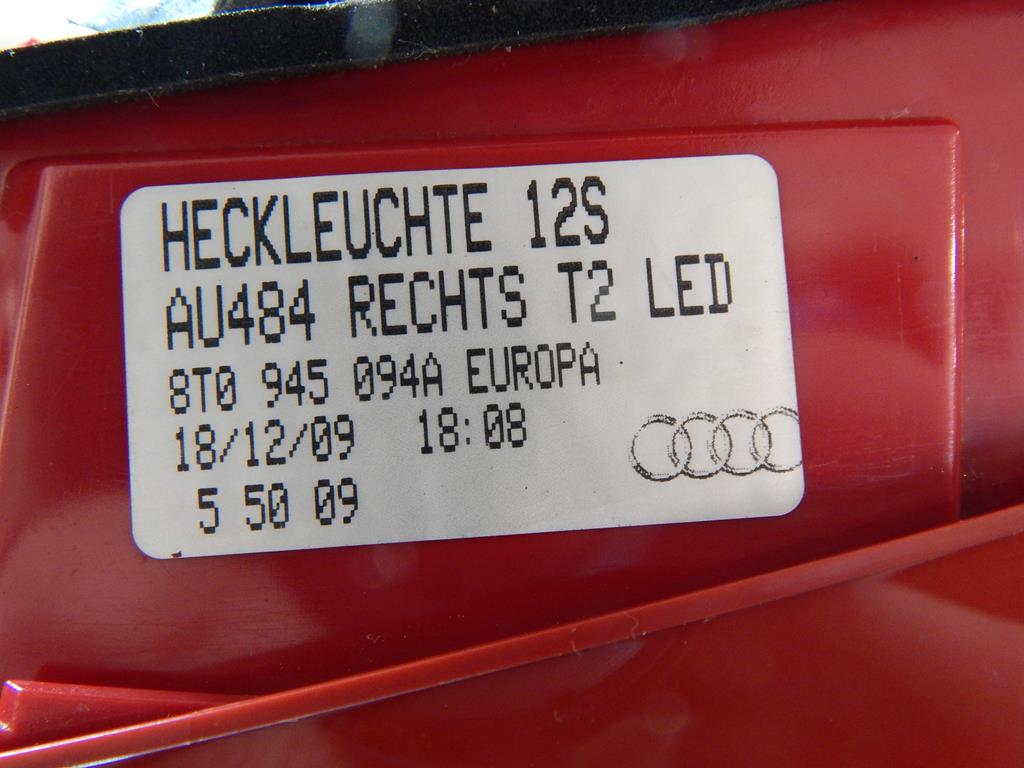 HECKLEUCHTE 12S
AU484 RECHTS T2 LED
8T0 945 094A EUROPA
18/12/09 18:08
5 50 09